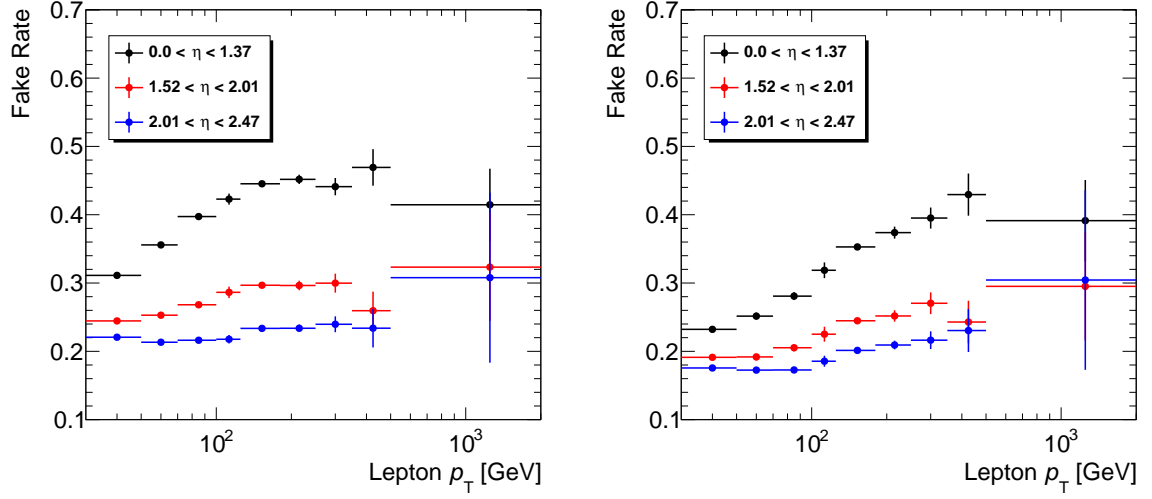 Fake Rate
0.7
0.6
0.5
0.4
0.3
0.2
0.1
0.0 < η < 1.37
1.52 < η < 2.01
2.01 < η < 2.47
10²
10³
Lepton p_T [GeV]
Fake Rate
0.7
0.6
0.5
0.4
0.3
0.2
0.1
0.0 < η < 1.37
1.52 < η < 2.01
2.01 < η < 2.47
10²
10³
Lepton p_T [GeV]